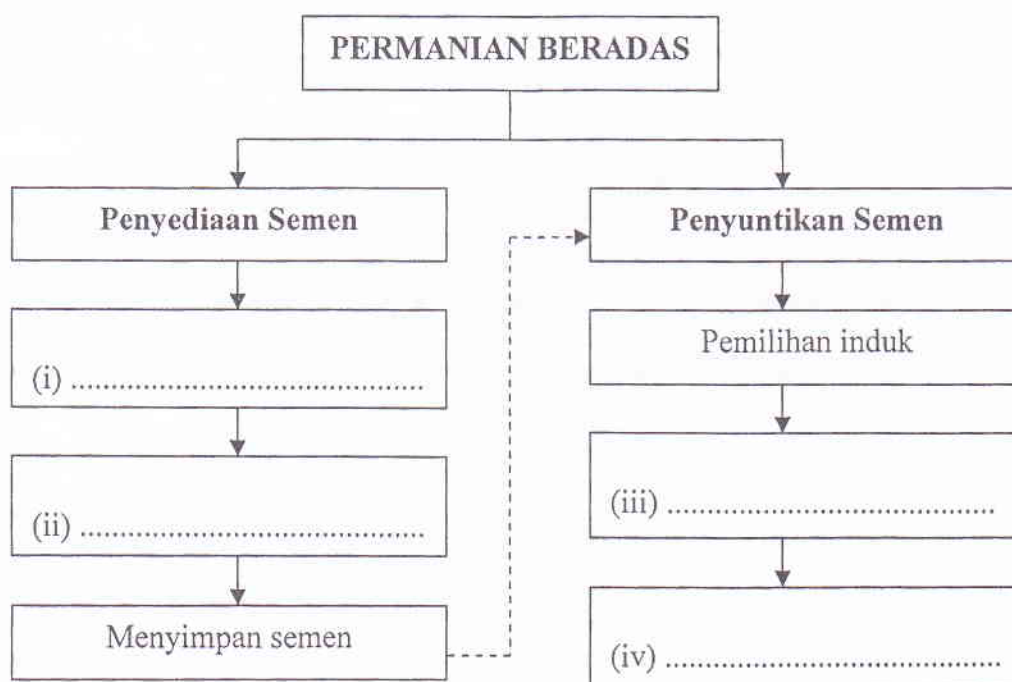 PERMANIAN BERADAS
Penyediaan Semen
(i) ..........................................
(ii) .........................................
Menyimpan semen
Penyuntikan Semen
Pemilihan induk
(iii) .......................................
(iv) .......................................